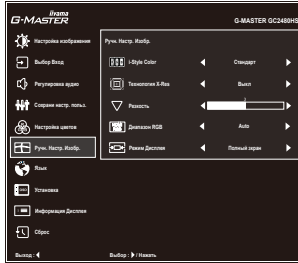 iiyama
G-MASTER
G-MASTER GC2480HS
Настройка изображения
Ручн. Настр. Изобр.
Выбор Вход
i-Style Color
Стандарт
Регулировка аудио
Технология X-Res
Выкл
Сохрани настр. польз.
Резкость
Настройка цветов
Диапазон RGB
Auto
Ручн. Настр. Изобр.
Режим Дисплея
Полный экран
Язык
Установка
Информация Дисплея
Сброс
Выход :
Выбор : / Нажать